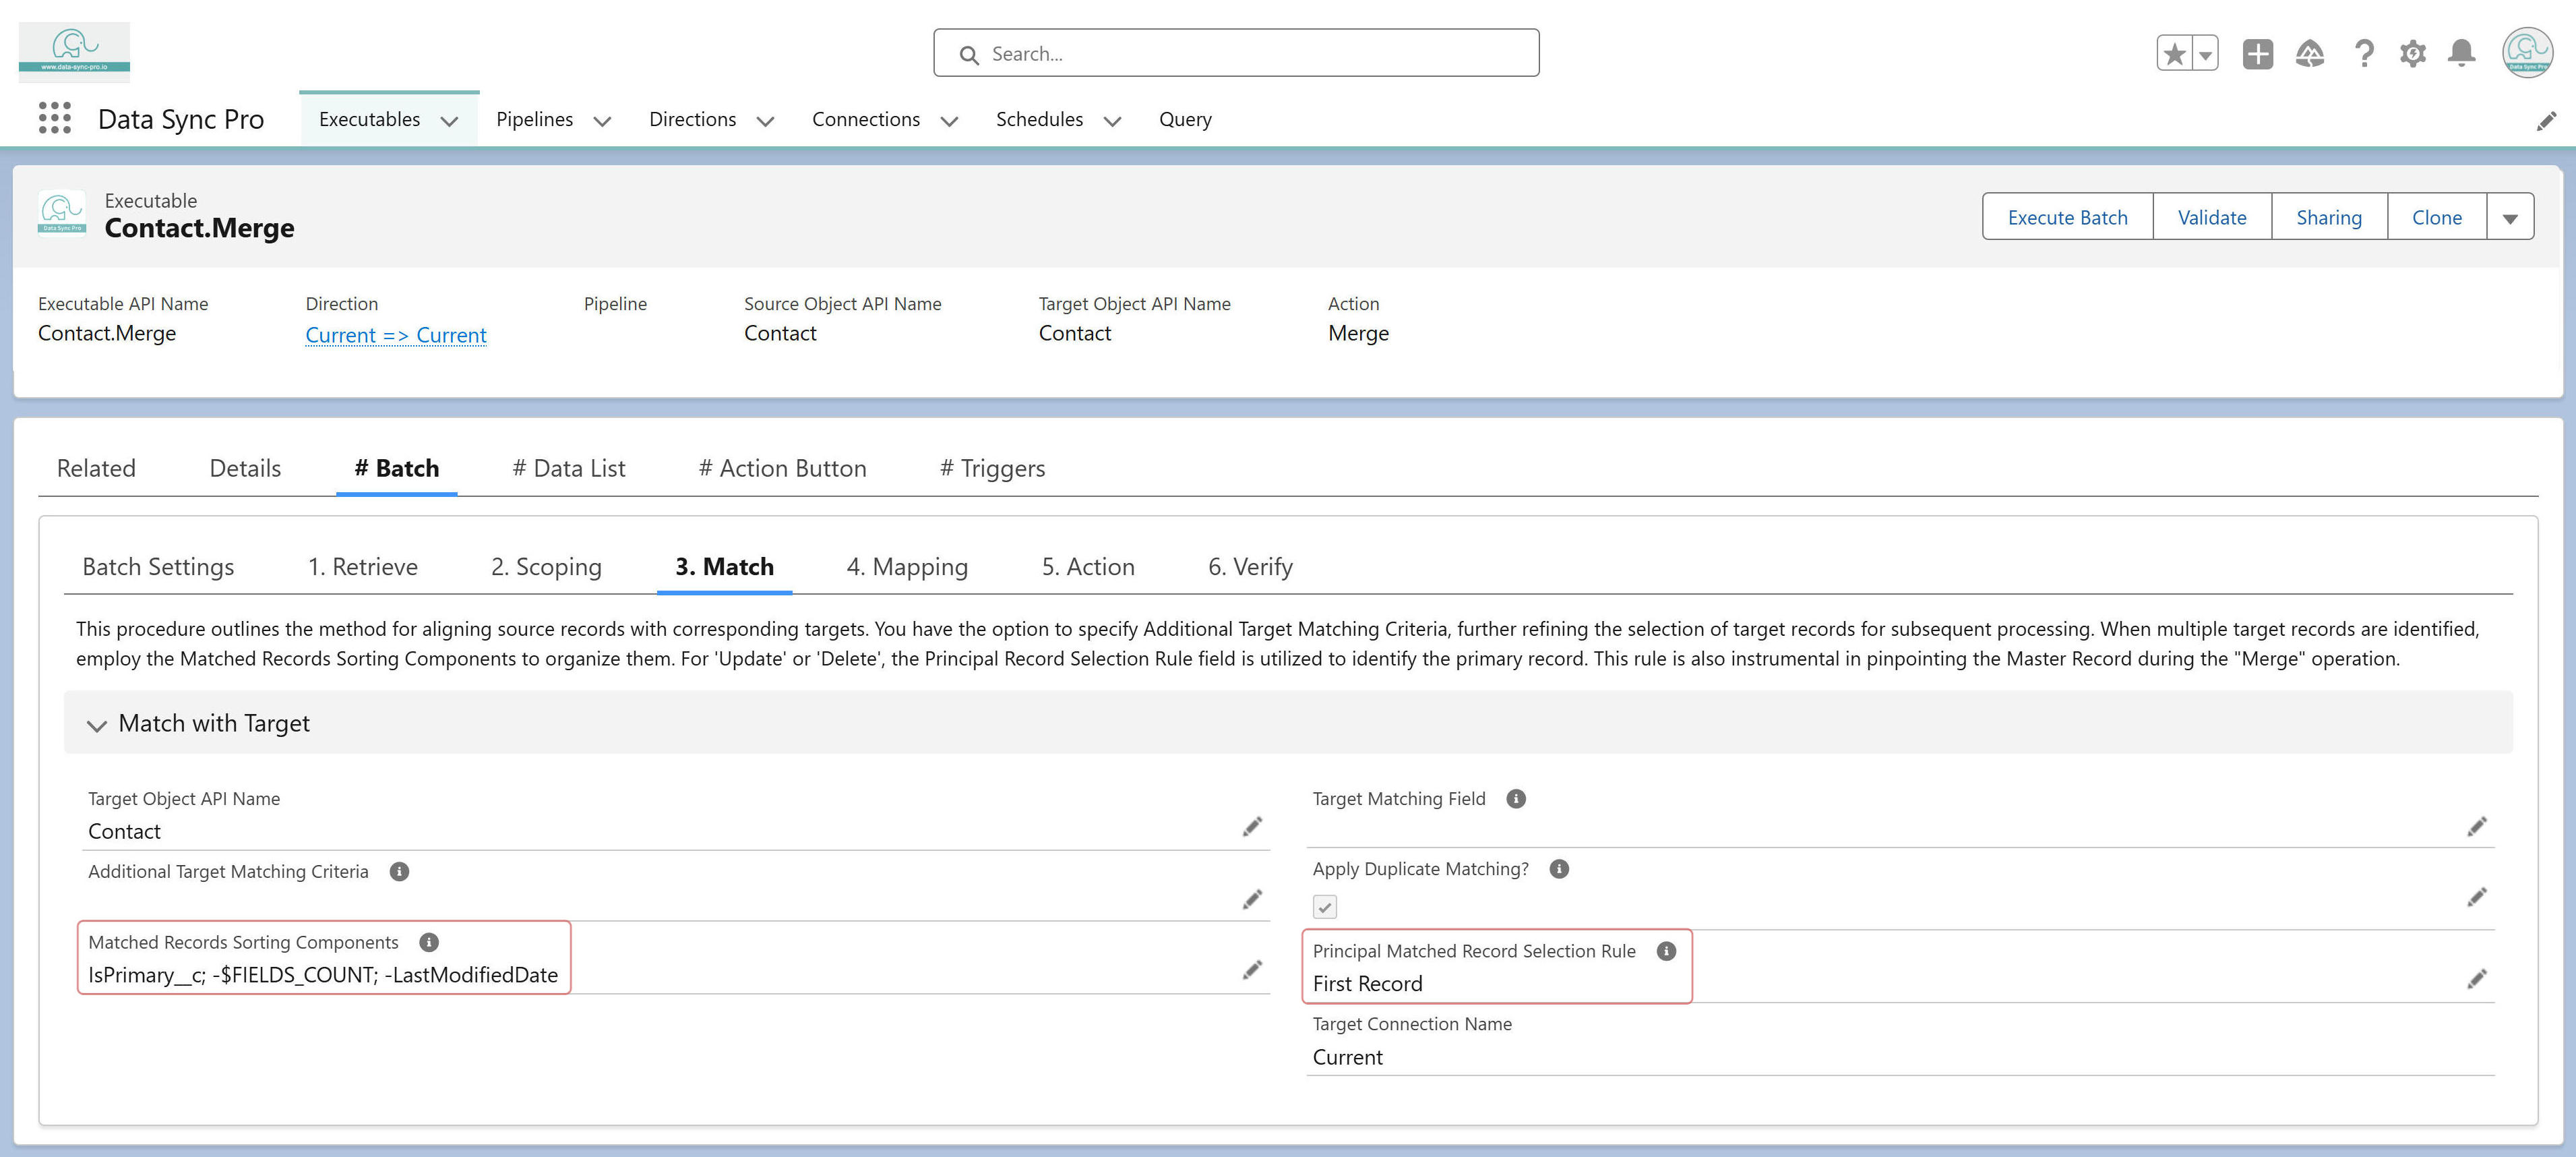 www.data-sync-pro.io
Search...
Data Sync Pro
Data Sync Pro
Executables
Pipelines
Directions
Connections
Schedules
Query
Data Sync Pro
Executable
Contact.Merge
Execute Batch
Validate
Sharing
Clone
Executable API Name
Direction
Pipeline
Source Object API Name
Target Object API Name
Action
Contact.Merge
Current => Current
Contact
Contact
Merge
Related
Details
# Batch
# Data List
# Action Button
# Triggers
Batch Settings
1. Retrieve
2. Scoping
3. Match
4. Mapping
5. Action
6. Verify
This procedure outlines the method for aligning source records with corresponding targets. You have the option to specify Additional Target Matching Criteria, further refining the selection of target records for subsequent processing. When multiple target records are identified,
employ the Matched Records Sorting Components to organize them. For 'Update' or 'Delete', the Principal Record Selection Rule field is utilized to identify the primary record. This rule is also instrumental in pinpointing the Master Record during the "Merge" operation.
Match with Target
Target Object API Name
Contact
Additional Target Matching Criteria
Matched Records Sorting Components
IsPrimary__c; -$FIELDS_COUNT; -LastModifiedDate
Target Matching Field
Apply Duplicate Matching?
Principal Matched Record Selection Rule
First Record
Target Connection Name
Current